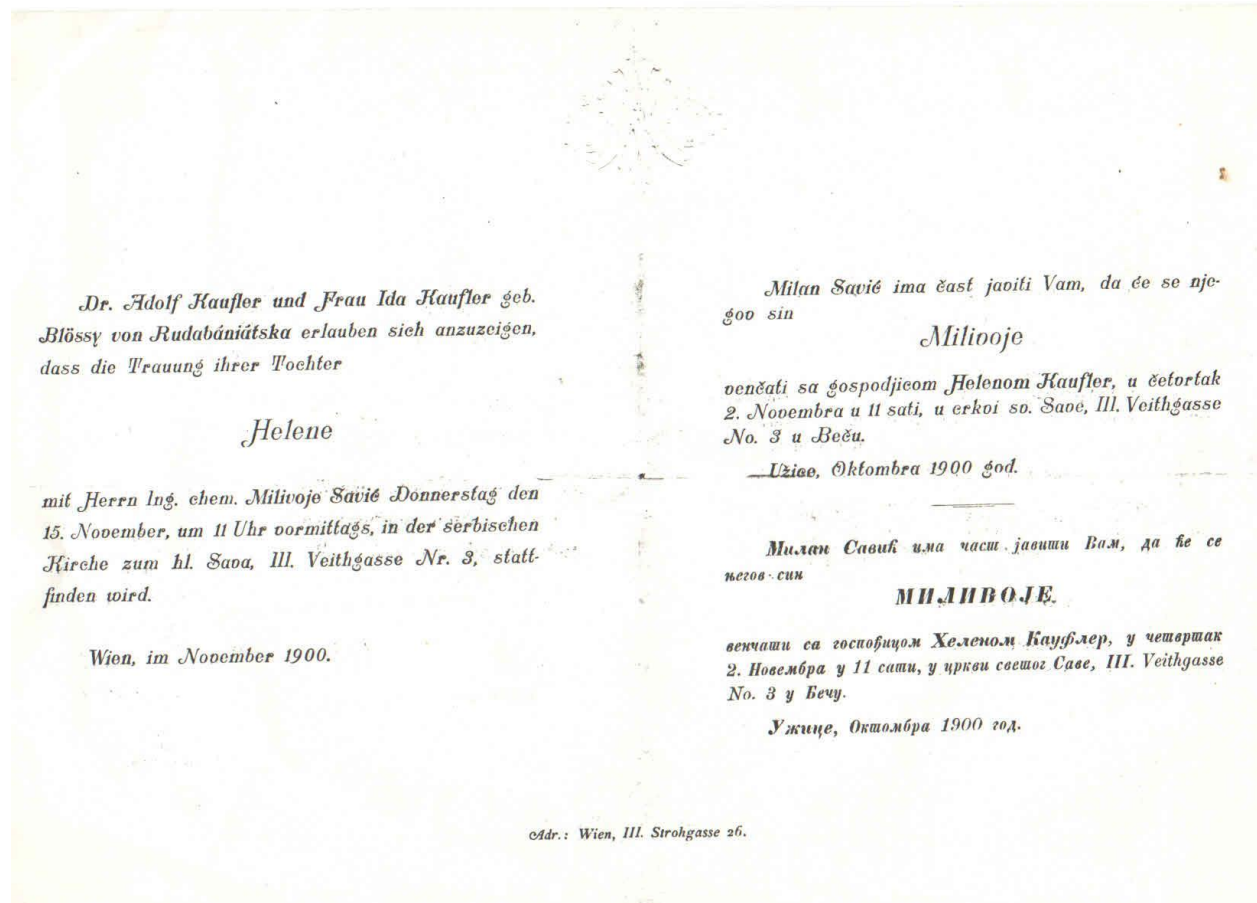 Dr. Adolf Kaufler und Frau Ida Kaufler geb.
Blössy von Rudabániátska erlauben sich anzuzeigen,
dass die Trauung ihrer Tochter
Helene
mit Herrn Ing. chem. Milivoje Savić Donnerstag den
15. November, um 11 Uhr vormittags, in der serbischen
Kirche zum hl. Sava, III. Veithgasse Nr. 3, statt-
finden wird.
Wien, im November 1900.
Milan Savić ima čast javiti Vam, da će se nje-
gov sin
Milivoje
venčati sa gospodjicom Helenom Kaufler, u četvrtak
2. Novembra u 11 sati, u crkvi sv. Save, III. Veithgasse
No. 3 u Beču.
Užice, Oktombra 1900 god.
Милан Савић има част јавити Вам, да ће се
његов син
МИЛИВОЈЕ
венчати са госпођицом Хеленом Кауфлер, у четвртак
2. Новембра у 11 сати, у цркви светог Саве, III. Veithgasse
No. 3 у Бечу.
Ужице, Октомбра 1900 год.
Adr.: Wien, III. Strohgasse 26.